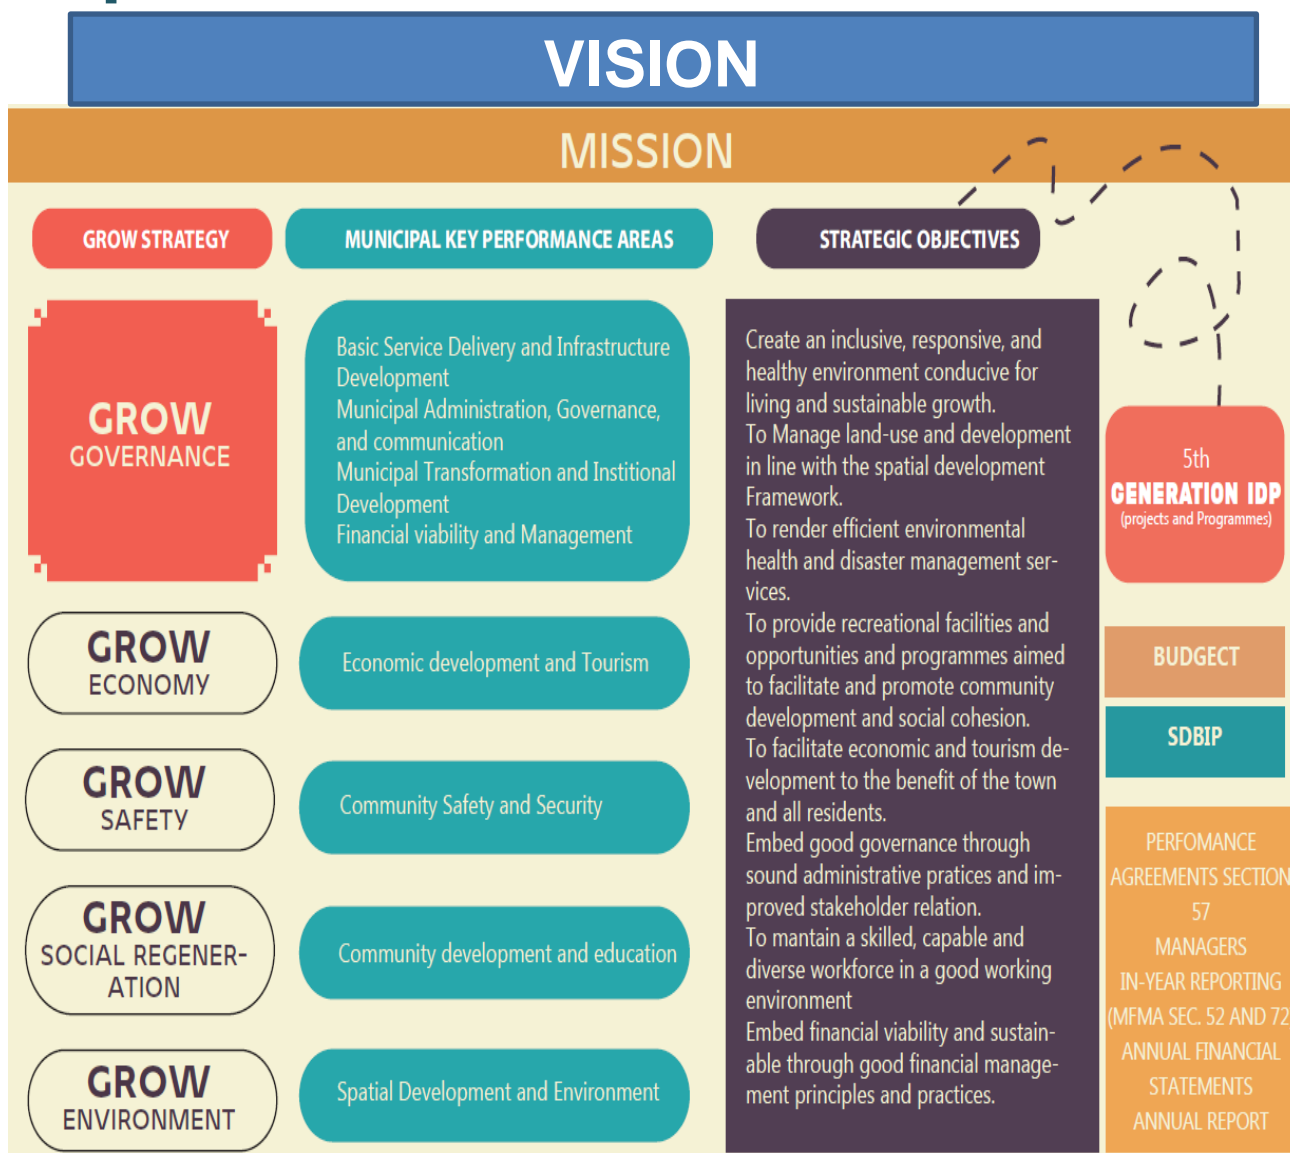 VISION
MISSION
GROW STRATEGY
MUNICIPAL KEY PERFORMANCE AREAS
STRATEGIC OBJECTIVES
GROW
GOVERNANCE
Basic Service Delivery and Infrastructure
Development
Municipal Administration, Governance,
and communication
Municipal Transformation and Institional
Development
Financial viability and Management
GROW
ECONOMY
Economic development and Tourism
GROW
SAFETY
Community Safety and Security
GROW
SOCIAL REGENER-
ATION
Community development and education
GROW
ENVIRONMENT
Spatial Development and Environment
Create an inclusive, responsive, and
healthy environment conducive for
living and sustainable growth.
To Manage land-use and development
in line with the spatial development
Framework.
To render efficient environmental
health and disaster management ser-
vices.
To provide recreational facilities and
opportunities and programmes aimed
to facilitate and promote community
development and social cohesion.
To facilitate economic and tourism de-
velopment to the benefit of the town
and all residents.
Embed good governance through
sound administrative pratices and im-
proved stakeholder relation.
To mantain a skilled, capable and
diverse workforce in a good working
environment
Embed financial viability and sustain-
able through good financial manage-
ment principles and practices.
5th
GENERATION IDP
(projects and Programmes)
BUDGECT
SDBIP
PERFOMANCE
AGREEMENTS SECTION
57
MANAGERS
IN-YEAR REPORTING
(MFMA SEC. 52 AND 72
ANNUAL FINANCIAL
STATEMENTS
ANNUAL REPORT